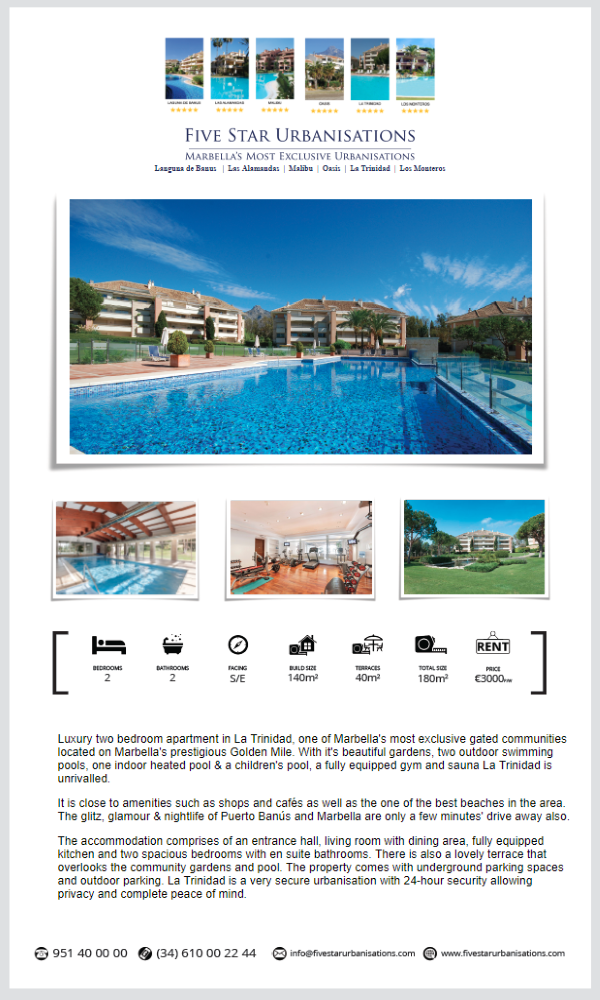 LAGUNA DE BANUS LAS ALAMANDAS MALIBU OASIS LA TRINIDAD LOS MONTEROS
FIVE STAR URBANISATIONS
MARBELLA'S MOST EXCLUSIVE URBANISATIONS
Languna de Banus | Las Alamandas | Malibu | Oasis | La Trinidad | Los Monteros
RENT
BEDROOMS BATHROOMS FACING BUILD SIZE TERRACES TOTAL SIZE PRICE
2 2 S/E 140m² 40m² 180m² €3000P/W
Luxury two bedroom apartment in La Trinidad, one of Marbella's most exclusive gated communities
located on Marbella's prestigious Golden Mile. With it's beautiful gardens, two outdoor swimming
pools, one indoor heated pool & a children's pool, a fully equipped gym and sauna La Trinidad is
unrivalled.
It is close to amenities such as shops and cafés as well as the one of the best beaches in the area.
The glitz, glamour & nightlife of Puerto Banús and Marbella are only a few minutes' drive away also.
The accommodation comprises of an entrance hall, living room with dining area, fully equipped
kitchen and two spacious bedrooms with en suite bathrooms. There is also a lovely terrace that
overlooks the community gardens and pool. The property comes with underground parking spaces
and outdoor parking. La Trinidad is a very secure urbanisation with 24-hour security allowing
privacy and complete peace of mind.
951 40 00 00 (34) 610 00 22 44 info@fivestarurbanisations.com www.fivestarurbanisations.com